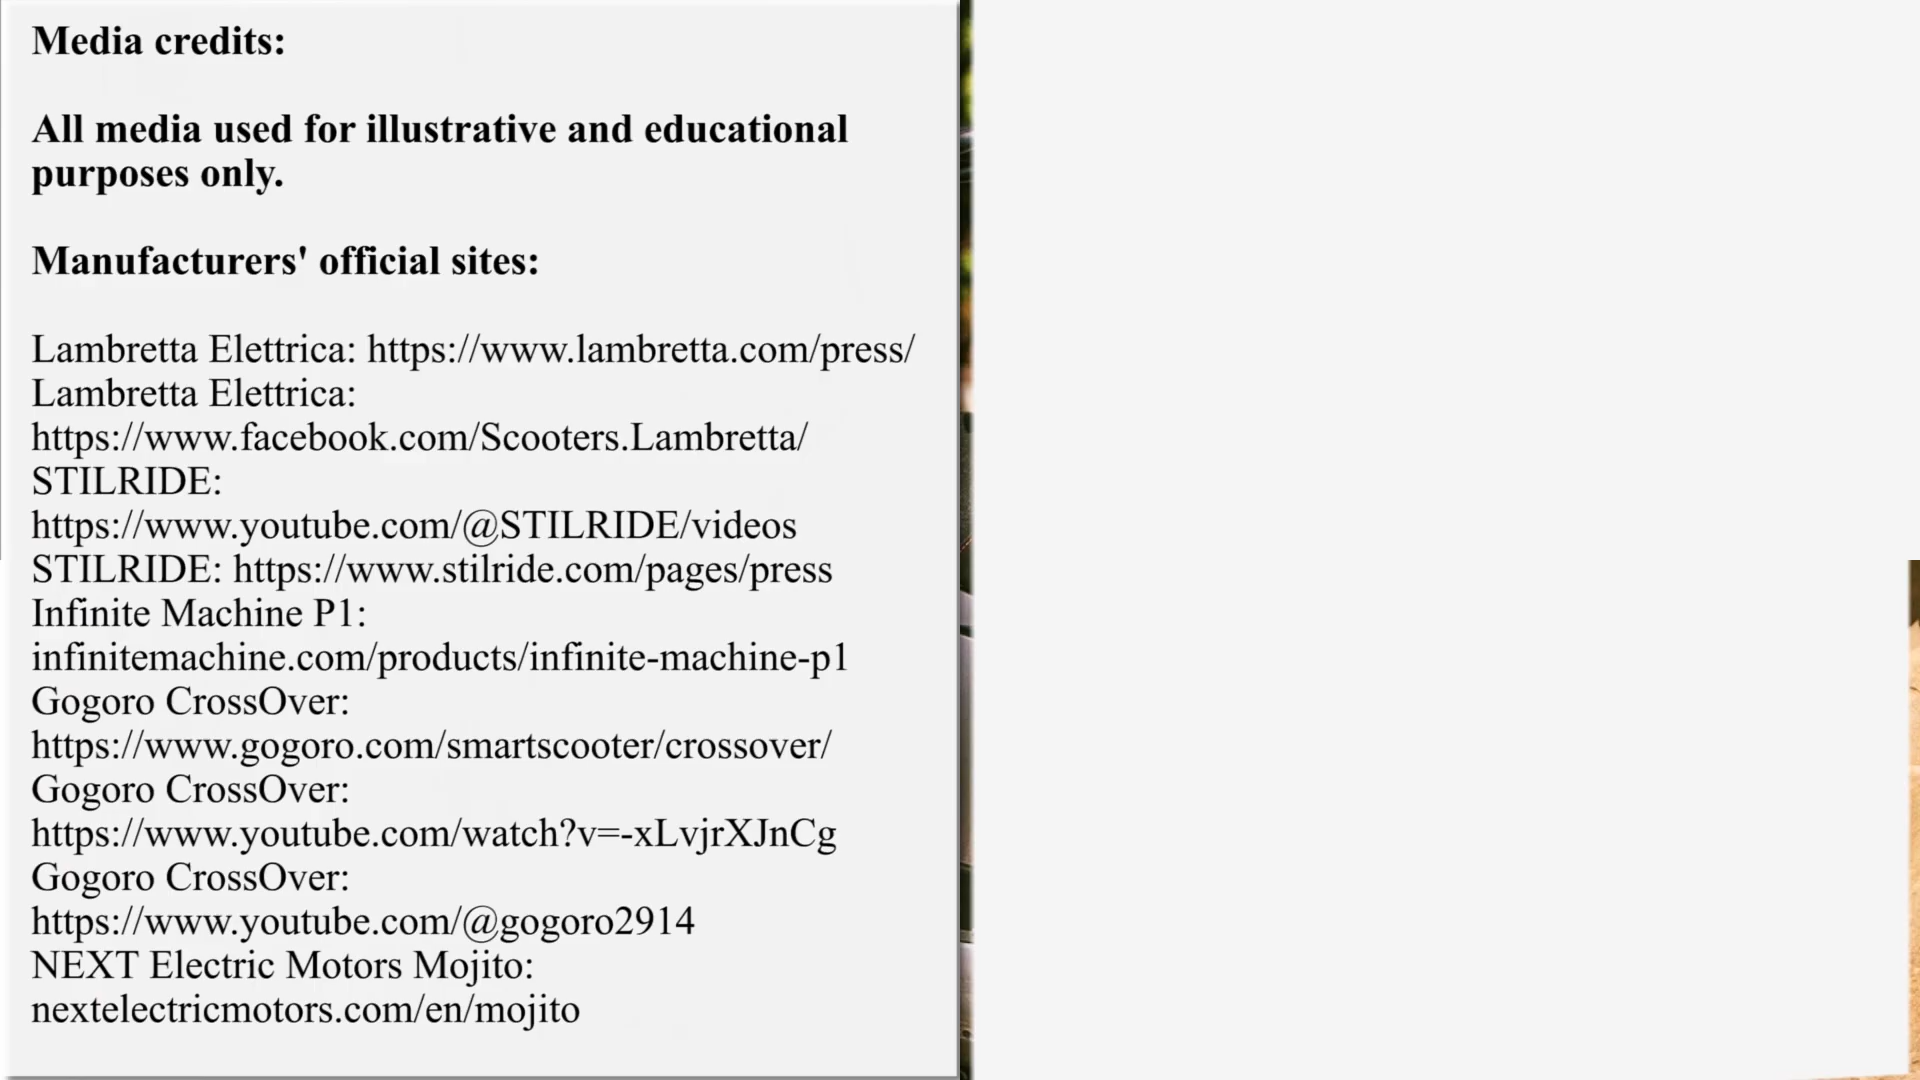 Media credits:
All media used for illustrative and educational
purposes only.
Manufacturers' official sites:
Lambretta Elettrica: https://www.lambretta.com/press/
Lambretta Elettrica:
https://www.facebook.com/Scooters.Lambretta/
STILRIDE:
https://www.youtube.com/@STILRIDE/videos
STILRIDE: https://www.stilride.com/pages/press
Infinite Machine P1:
infinitemachine.com/products/infinite-machine-p1
Gogoro CrossOver:
https://www.gogoro.com/smartscooter/crossover/
Gogoro CrossOver:
https://www.youtube.com/watch?v=-xLvjrXJnCg
Gogoro CrossOver:
https://www.youtube.com/@gogoro2914
NEXT Electric Motors Mojito:
nextelectricmotors.com/en/mojito